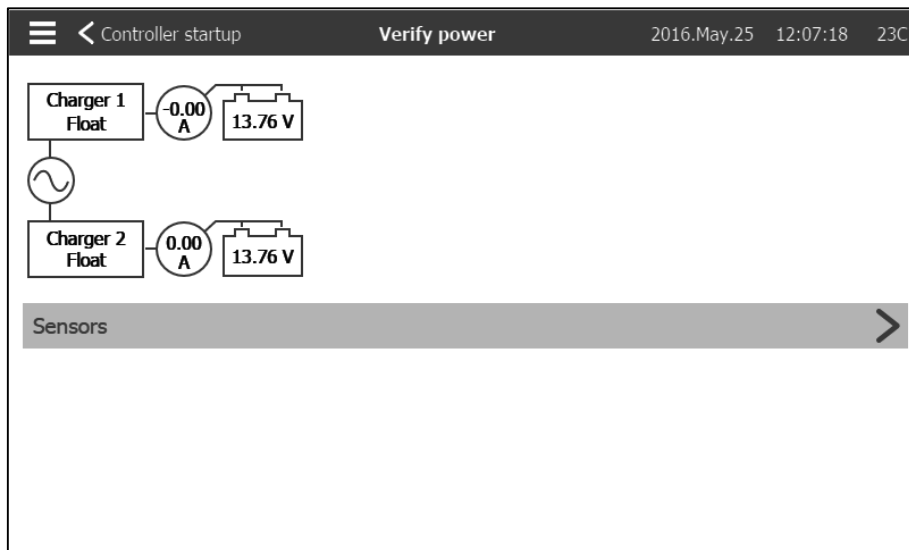 Controller startup Verify power 2016.May.25 12:07:18 23C
Charger 1
Float
-0.00
A
13.76 V
Charger 2
Float
0.00
A
13.76 V
Sensors